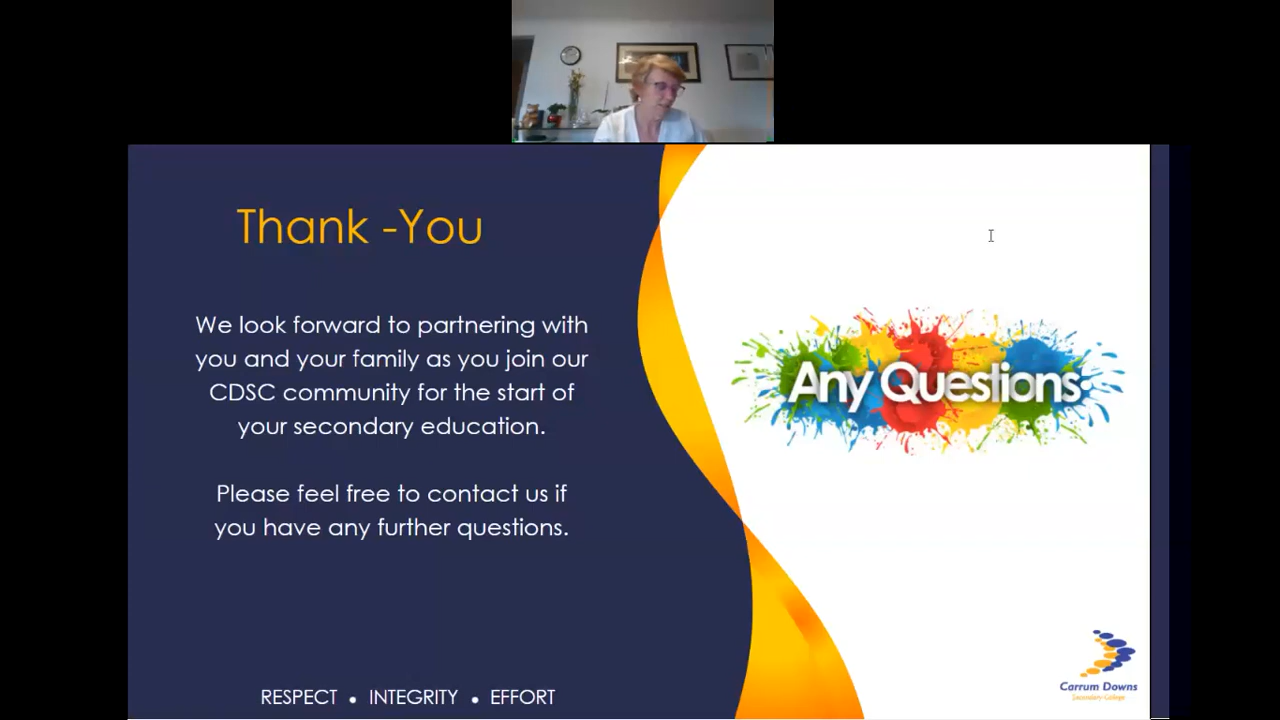 Thank -You
We look forward to partnering with
you and your family as you join our
CDSC community for the start of
your secondary education.
Please feel free to contact us if
you have any further questions.
RESPECT • INTEGRITY • EFFORT
Any Questions
Carrum Downs
Secondary College